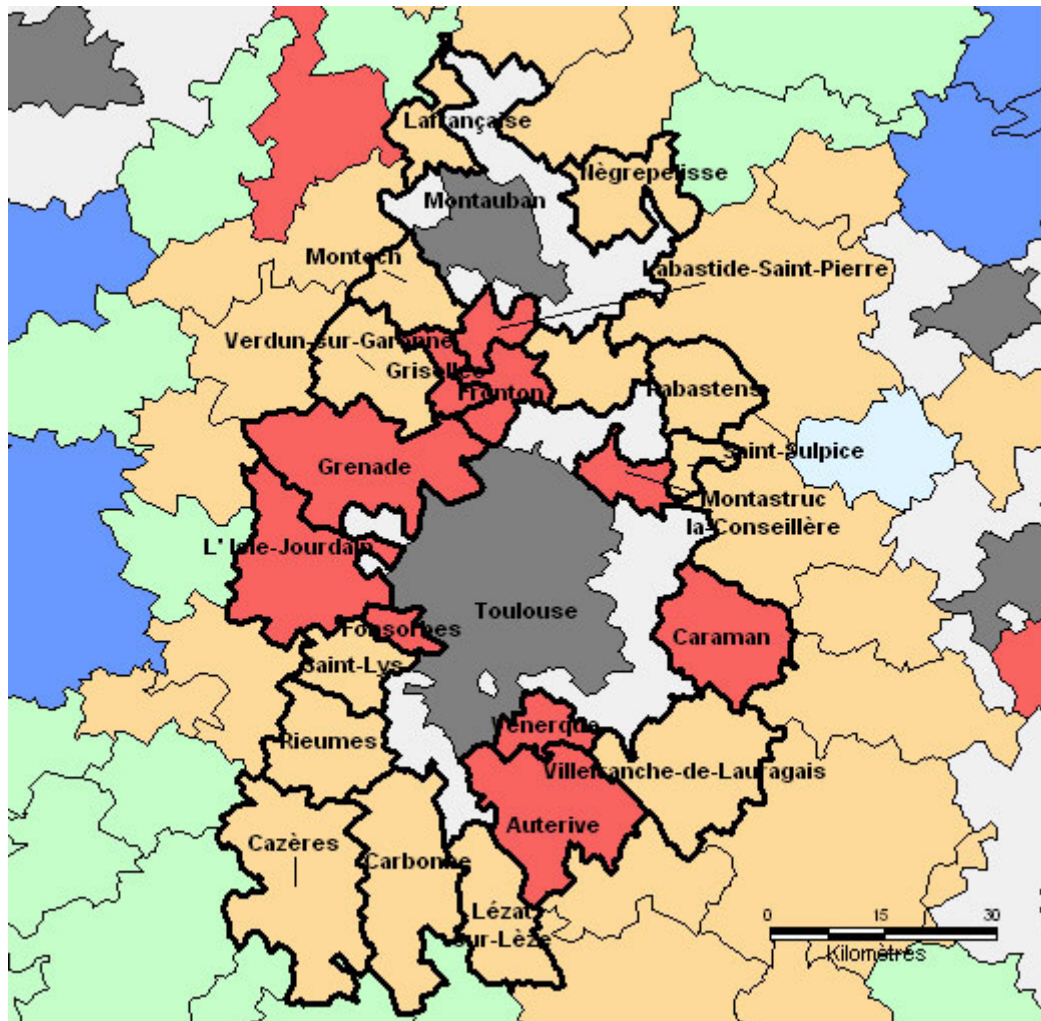 Lafrançaise
Nègrepelisse
Montauban
Montech
Labastide-Saint-Pierre
Verdun-sur-Garonne
Grisolles
Fronton
Rabastens
Saint-Sulpice
Grenade
Montastruc
la-Conseillère
L' Isle-Jourdain
Toulouse
Fonsorbes
Caraman
Saint-Lys
Vénerque
Rieumes
Villefranche-de-Lauragais
Auterive
Cazères
Carbonne
Lézat
sur-Lèze
0 15 30
Kilomètres